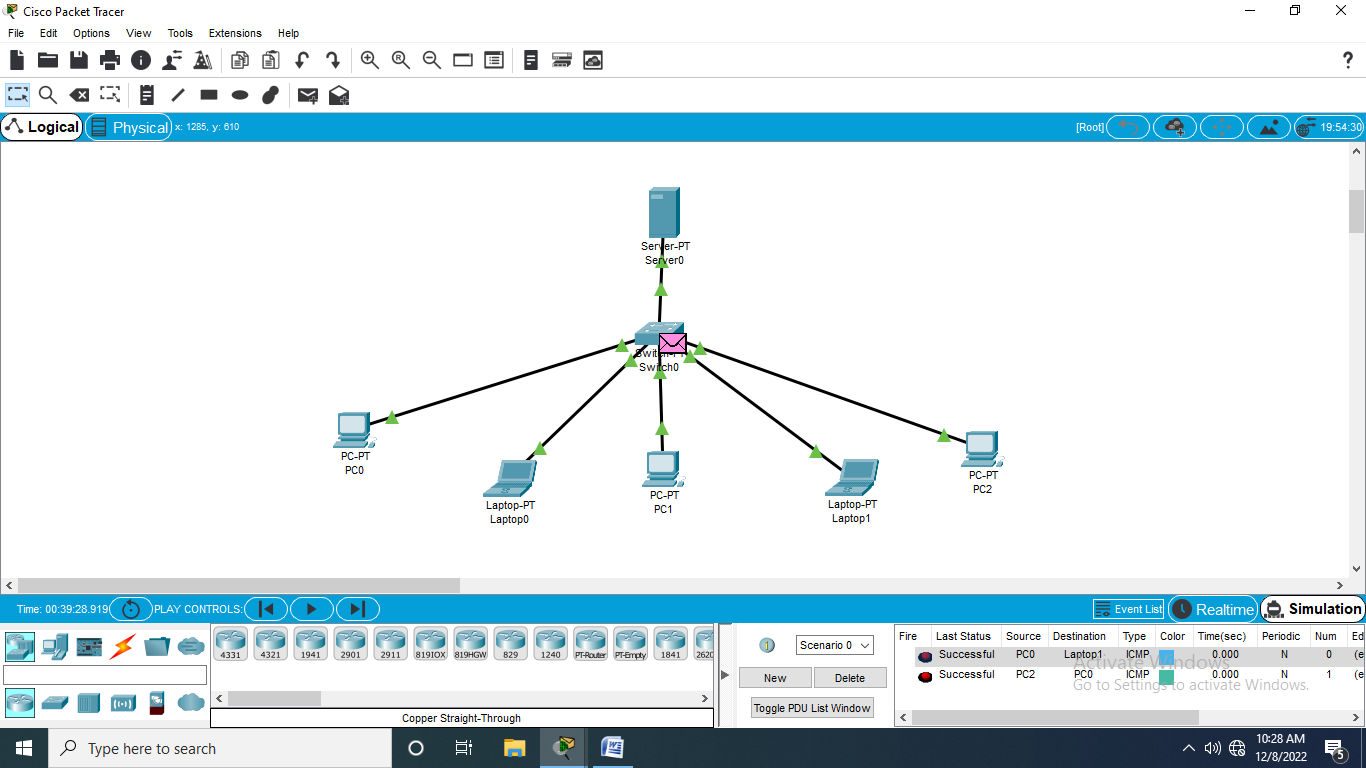 Cisco Packet Tracer
File Edit Options View Tools Extensions Help
?
Logical Physical x: 1285, y: 610 [Root] 19:54:30
Server-PT
Server0
Switch-PT
Switch0
PC-PT
PC0
Laptop-PT
Laptop0
PC-PT
PC1
Laptop-PT
Laptop1
PC-PT
PC2
Time: 00:39:28.919 PLAY CONTROLS: Event List Realtime Simulation
4331 4321 1941 2901 2911 819IOX 819HGW 829 1240 PT-Router PT-Empty 1841 2620
Copper Straight-Through
Scenario 0
New Delete
Toggle PDU List Window
Fire Last Status Source Destination Type Color Time(sec) Periodic Num Edi
Successful PC0 Laptop1 ICMP 0.000 N 0 (e
Successful PC2 PC0 ICMP 0.000 N 1 (e
Activate Windows
Go to Settings to activate Windows.
Type here to search
10:28 AM
12/8/2022
5